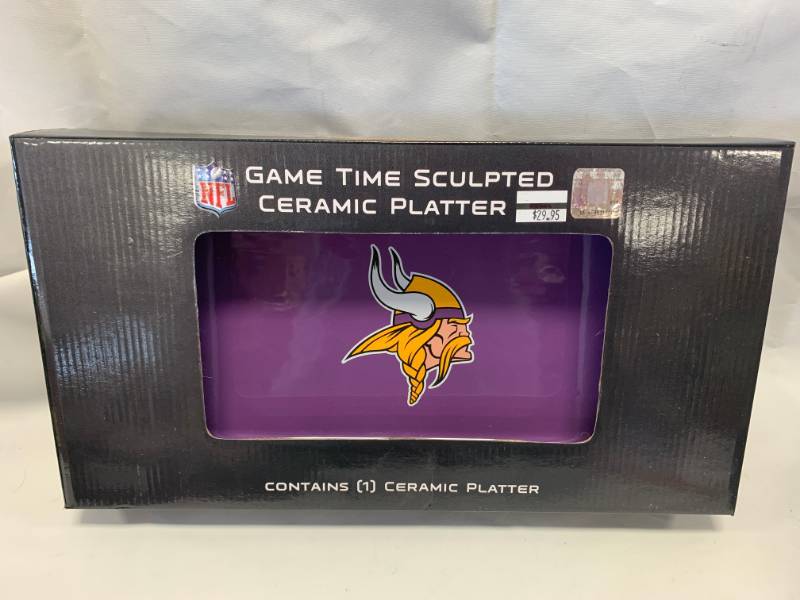 NFL
GAME TIME SCULPTED
CERAMIC PLATTER
$29.95
CONTAINS (1) CERAMIC PLATTER